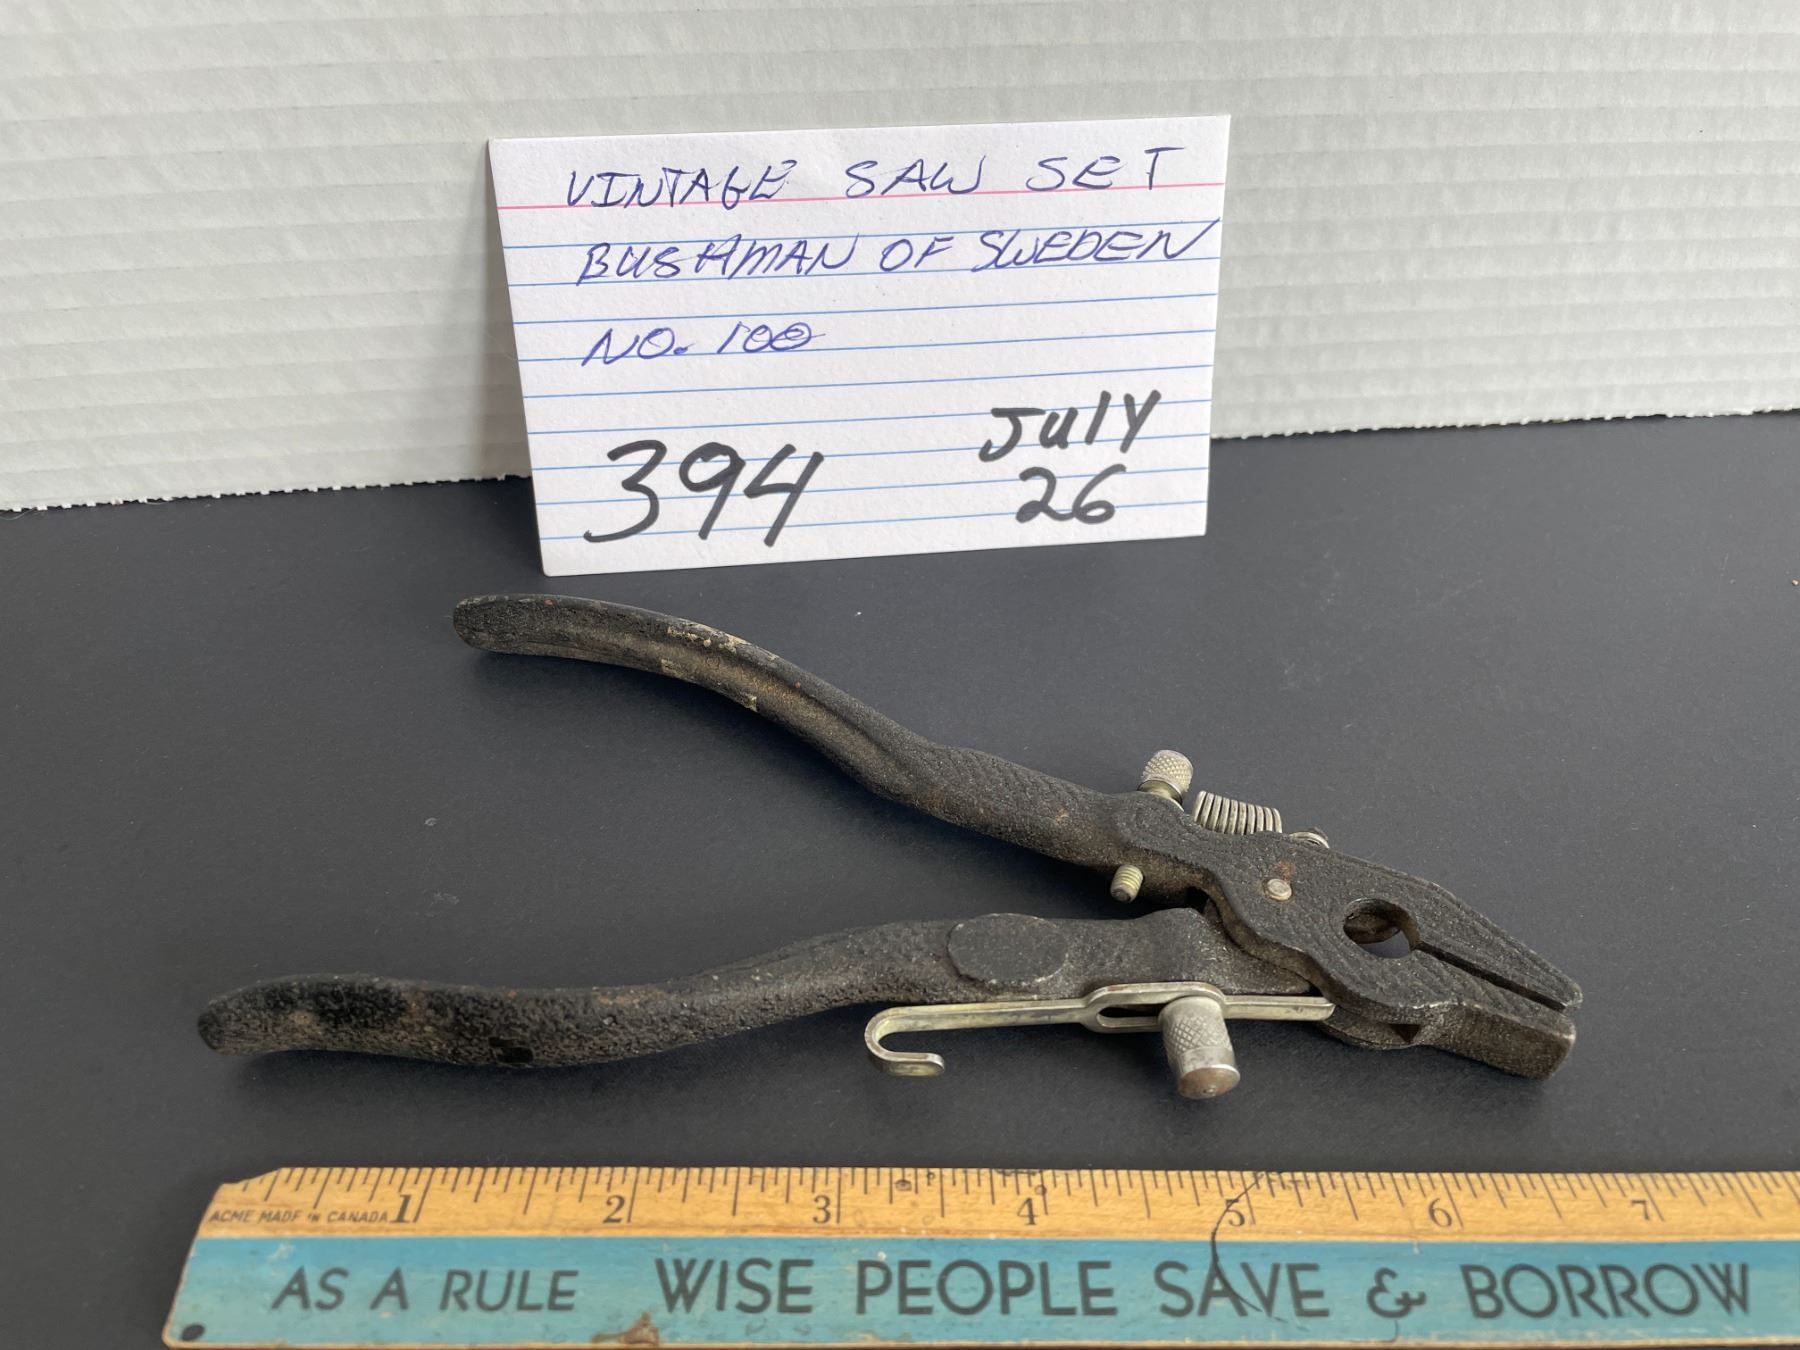 VINTAGE SAW SET
BUSHMAN OF SWEDEN
NO. 100
394
JULY
26
1 2 3 4 5 6 7
ACME MADE IN CANADA
AS A RULE WISE PEOPLE SAVE & BORROW